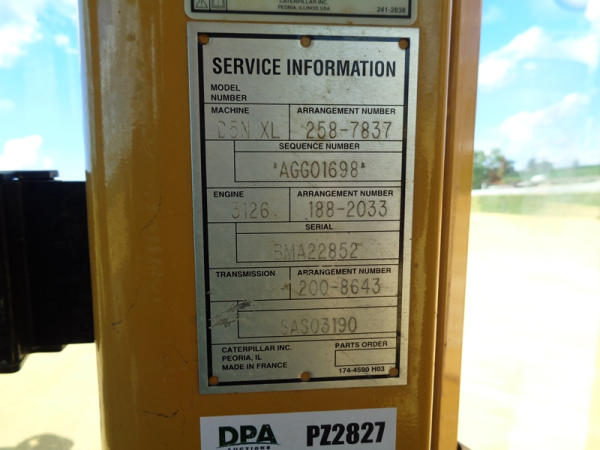 CATERPILLAR INC.
PEORIA, ILLINOIS, USA
241-2838
SERVICE INFORMATION
MODEL
NUMBER
MACHINE ARRANGEMENT NUMBER
D5N XL 258-7837
SEQUENCE NUMBER
*AGG01698*
ENGINE ARRANGEMENT NUMBER
3126 188-2033
SERIAL
BMA22852
TRANSMISSION ARRANGEMENT NUMBER
200-8643
SAS03190
CATERPILLAR INC. PARTS ORDER
PEORIA, IL
MADE IN FRANCE 174-4590 H03
DPA PZ2827
AUCTIONS